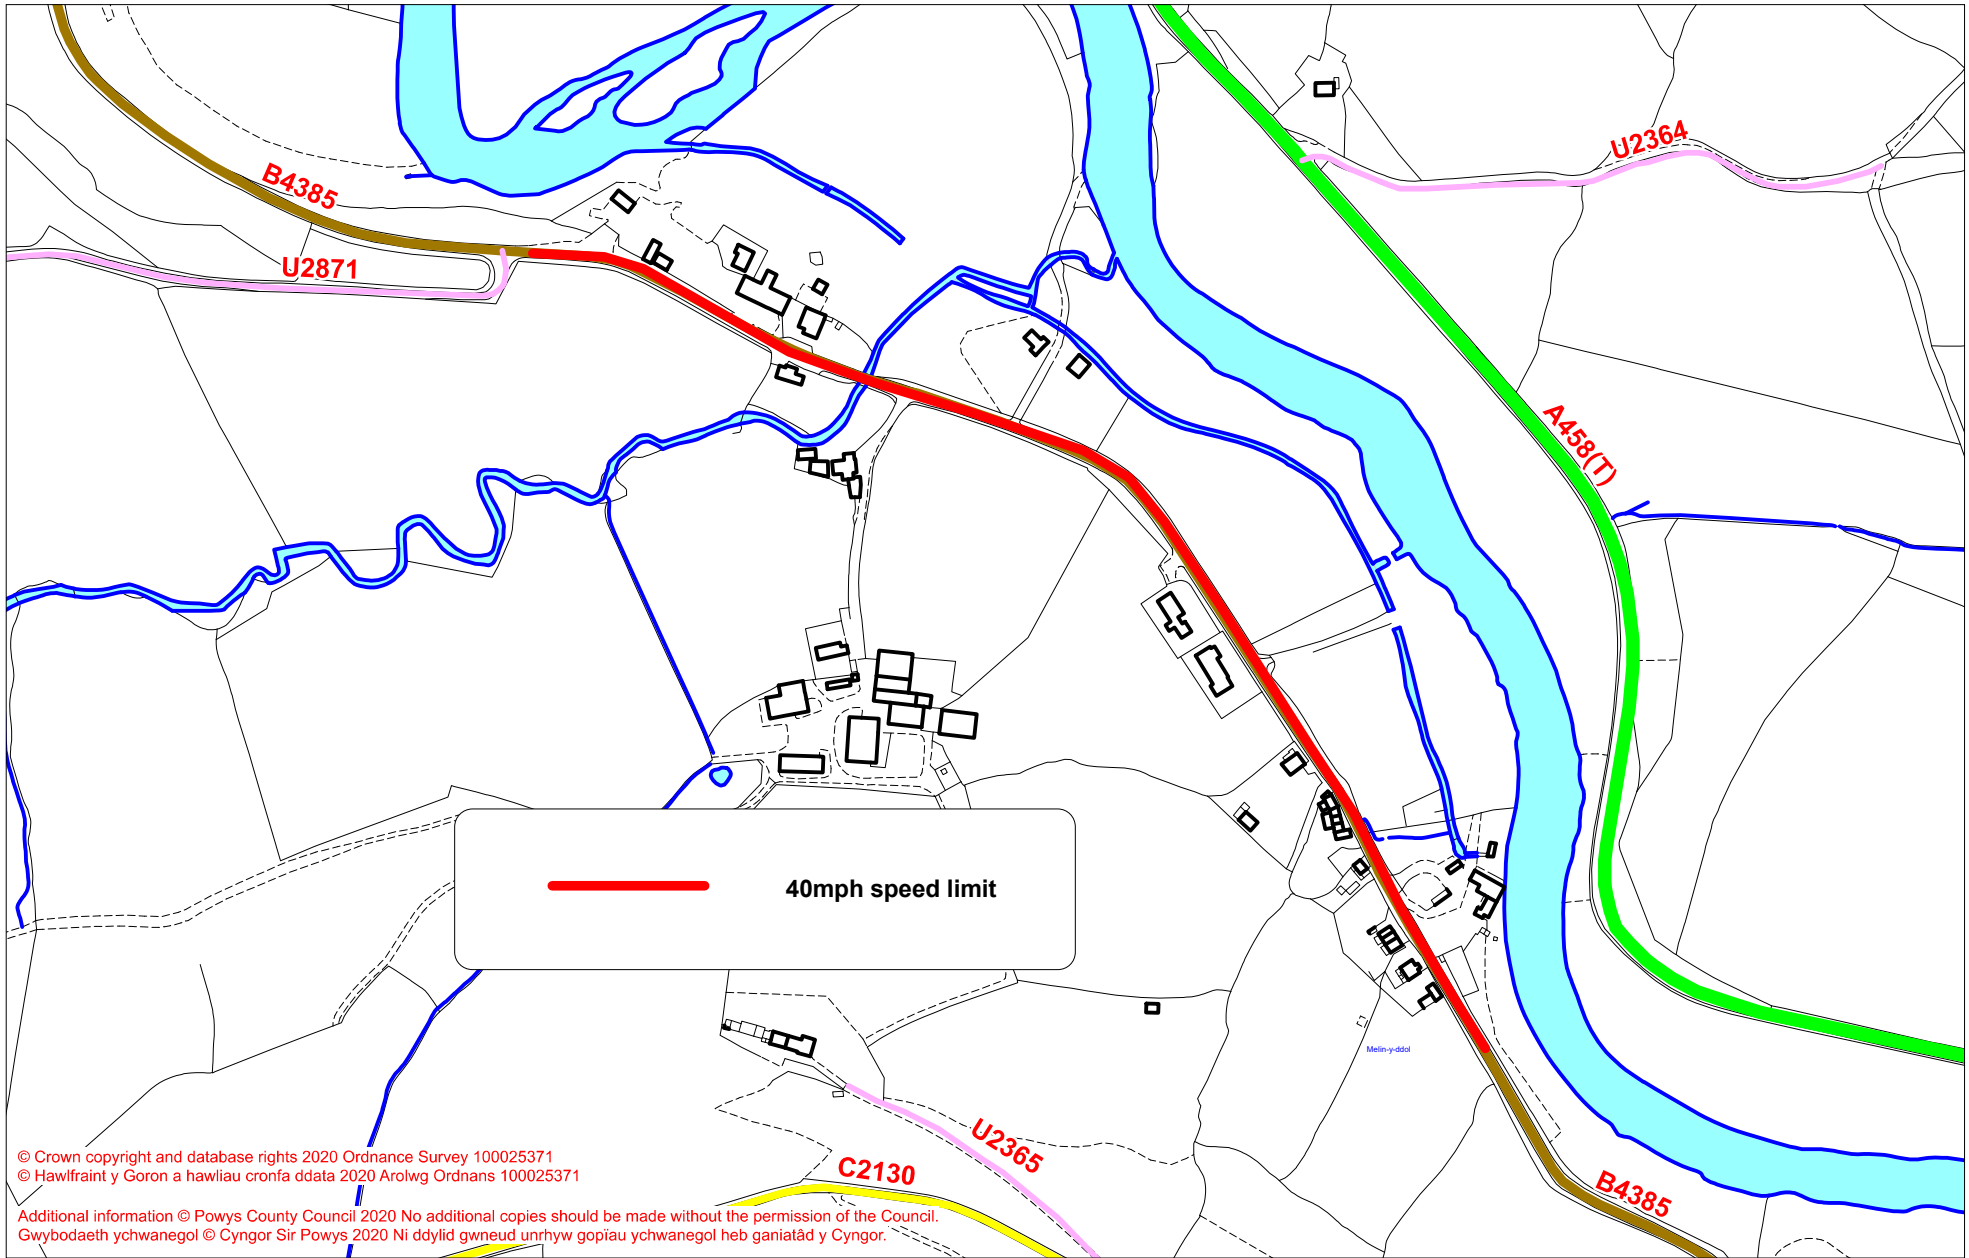 B4385
U2364
U2871
A458(T)
40mph speed limit
Melin-y-ddol
U2365
C2130
B4385
© Crown copyright and database rights 2020 Ordnance Survey 100025371
© Hawlfraint y Goron a hawliau cronfa ddata 2020 Arolwg Ordnans 100025371
Additional information © Powys County Council 2020 No additional copies should be made without the permission of the Council.
Gwybodaeth ychwanegol © Cyngor Sir Powys 2020 Ni ddylid gwneud unrhyw gopïau ychwanegol heb ganiatâd y Cyngor.